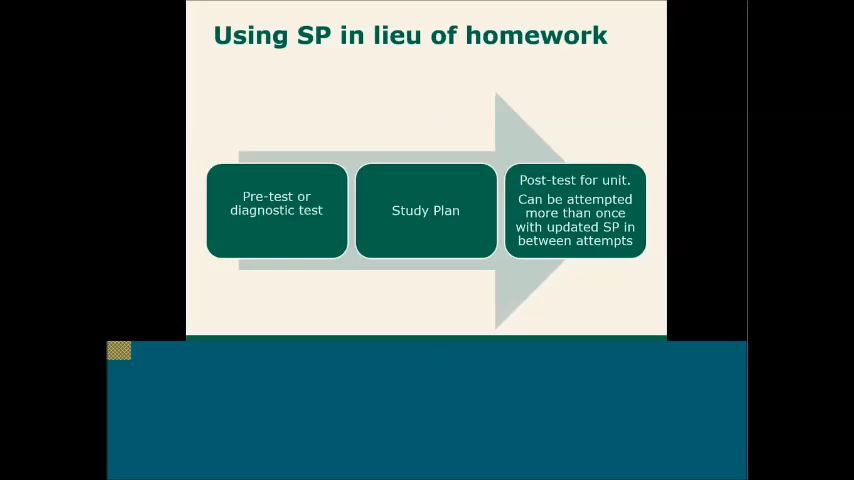 Using SP in lieu of homework
Pre-test or
diagnostic test
Study Plan
Post-test for unit.
Can be attempted
more than once
with updated SP in
between attempts